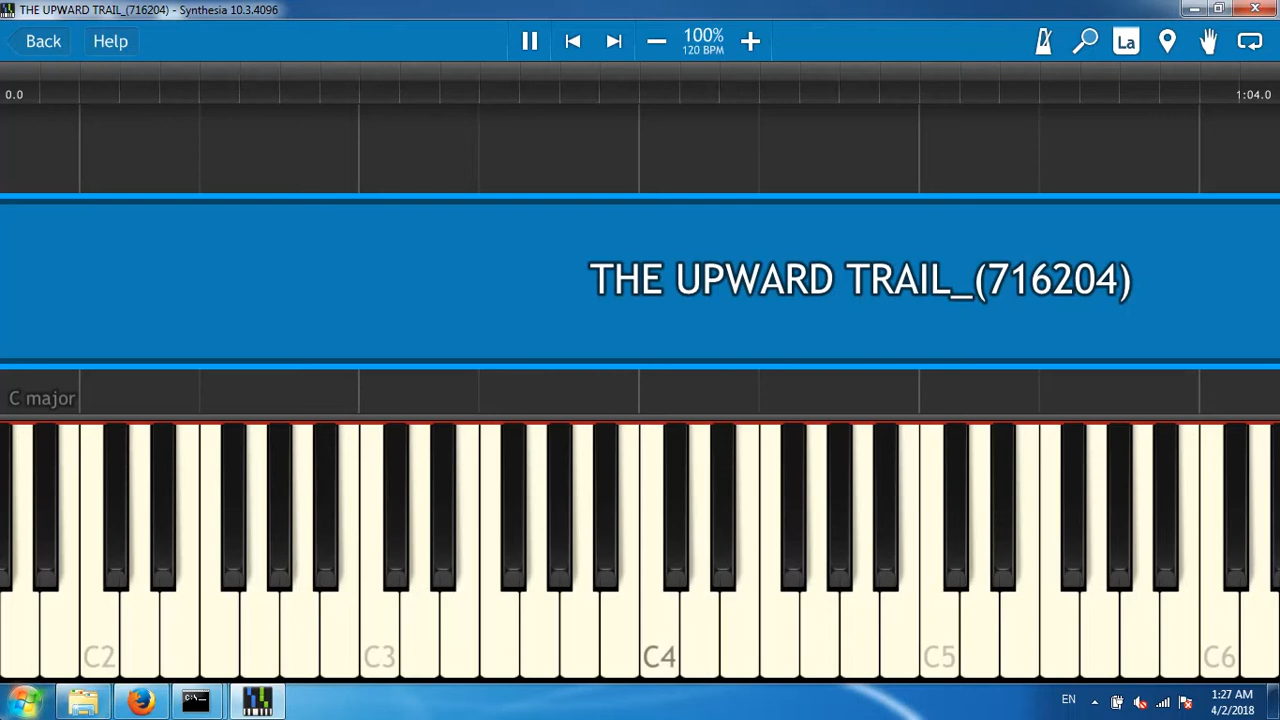 THE UPWARD TRAIL_(716204) - Synthesia 10.3.4096
Back Help 100% La
120 BPM
0.0 1:04.0
THE UPWARD TRAIL_(716204)
C major
C2 C3 C4 C5 C6
EN 1:27 AM
4/2/2018